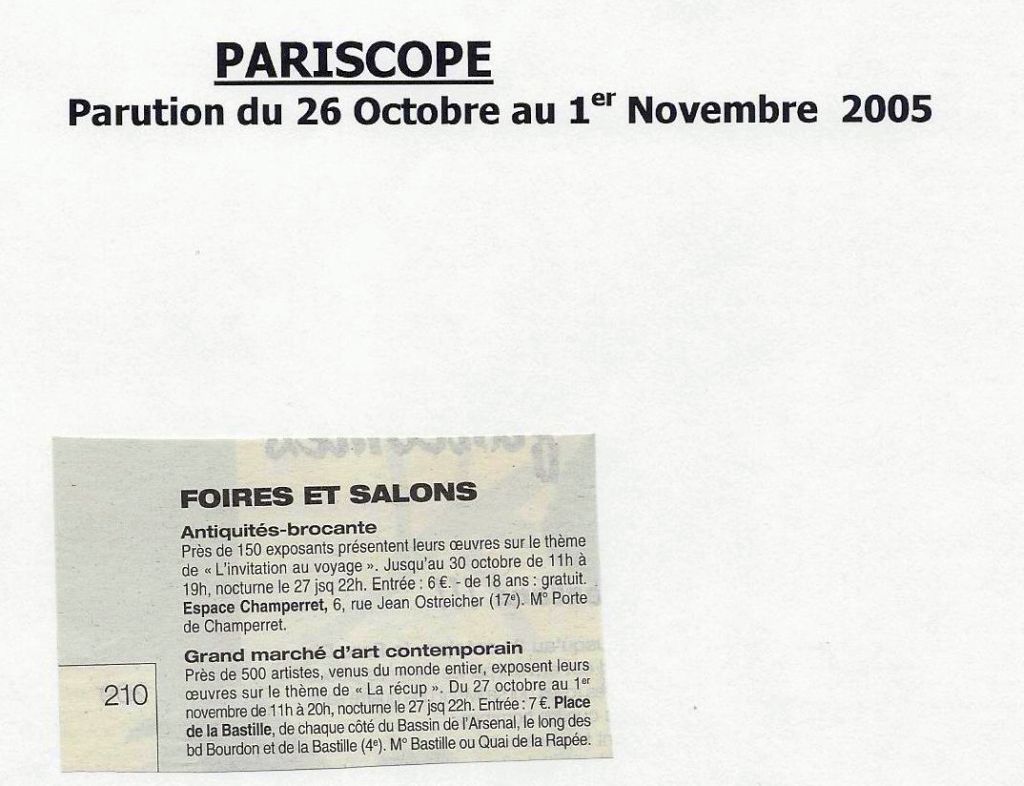 PARISCOPE
Parution du 26 Octobre au 1er Novembre 2005
FOIRES ET SALONS
Antiquités-brocante
Près de 150 exposants présentent leurs œuvres sur le thème
de « L'invitation au voyage ». Jusqu'au 30 octobre de 11h à
19h, nocturne le 27 jsq 22h. Entrée : 6 €. - de 18 ans : gratuit.
Espace Champerret, 6, rue Jean Ostreicher (17e). M° Porte
de Champerret.
Grand marché d'art contemporain
Près de 500 artistes, venus du monde entier, exposent leurs
œuvres sur le thème de « La récup ». Du 27 octobre au 1er
novembre de 11h à 20h, nocturne le 27 jsq 22h. Entrée : 7 €. Place
de la Bastille, de chaque côté du Bassin de l'Arsenal, le long des
bd Bourdon et de la Bastille (4e). M° Bastille ou Quai de la Rapée.
210